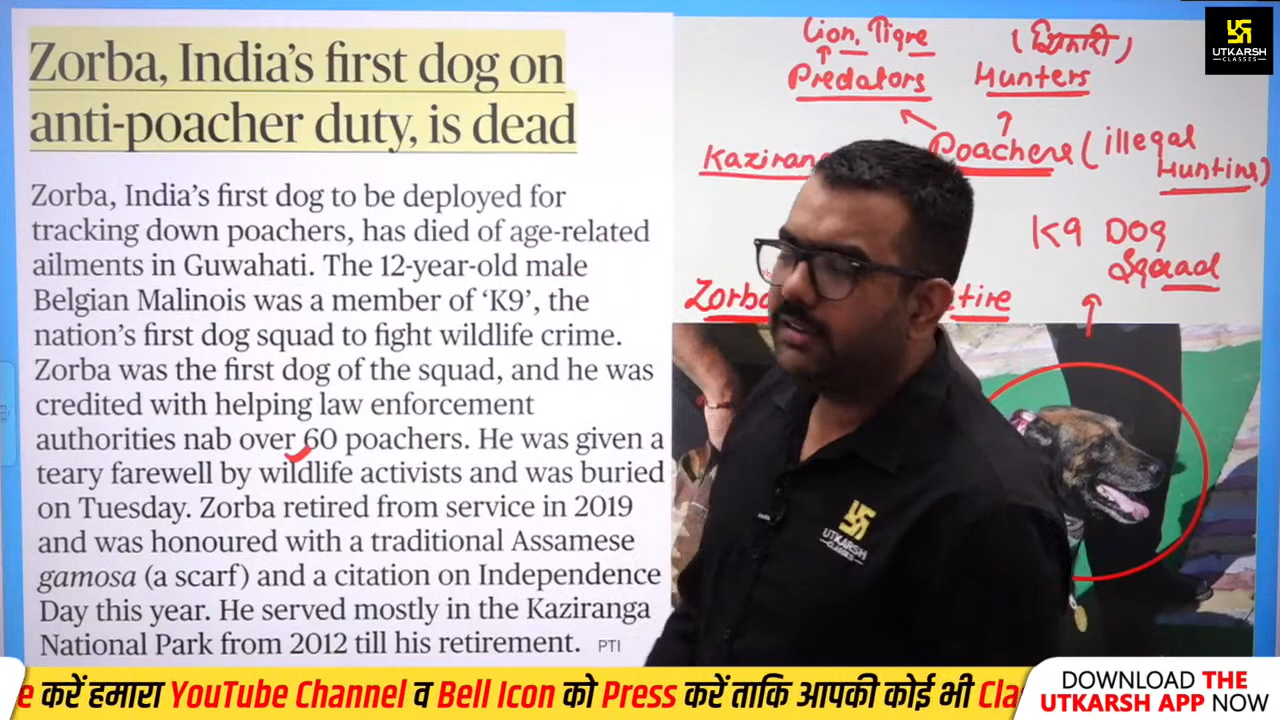 Zorba, India's first dog on
anti-poacher duty, is dead
Zorba, India's first dog to be deployed for
tracking down poachers, has died of age-related
ailments in Guwahati. The 12-year-old male
Belgian Malinois was a member of 'K9', the
nation's first dog squad to fight wildlife crime.
Zorba was the first dog of the squad, and he was
credited with helping law enforcement
authorities nab over 60 poachers. He was given a
teary farewell by wildlife activists and was buried
on Tuesday. Zorba retired from service in 2019
and was honoured with a traditional Assamese
gamosa (a scarf) and a citation on Independence
Day this year. He served mostly in the Kaziranga
National Park from 2012 till his retirement. PTI
Lion, Tigre
(शिकारी)
Predators
Hunters
Kazirang
Poachers (illegal
Hunting)
K9 Dog
Squad
Zorba
tire
UTKARSH
CLASSES
UTKARSH
CLASSES
e करें हमारा YouTube Channel व Bell Icon को Press करें ताकि आपकी कोई भी Cla
DOWNLOAD THE
UTKARSH APP NOW